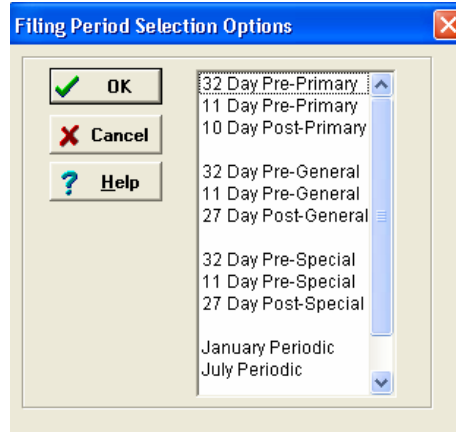 Filing Period Selection Options
OK
Cancel
Help
32 Day Pre-Primary
11 Day Pre-Primary
10 Day Post-Primary
32 Day Pre-General
11 Day Pre-General
27 Day Post-General
32 Day Pre-Special
11 Day Pre-Special
27 Day Post-Special
January Periodic
July Periodic